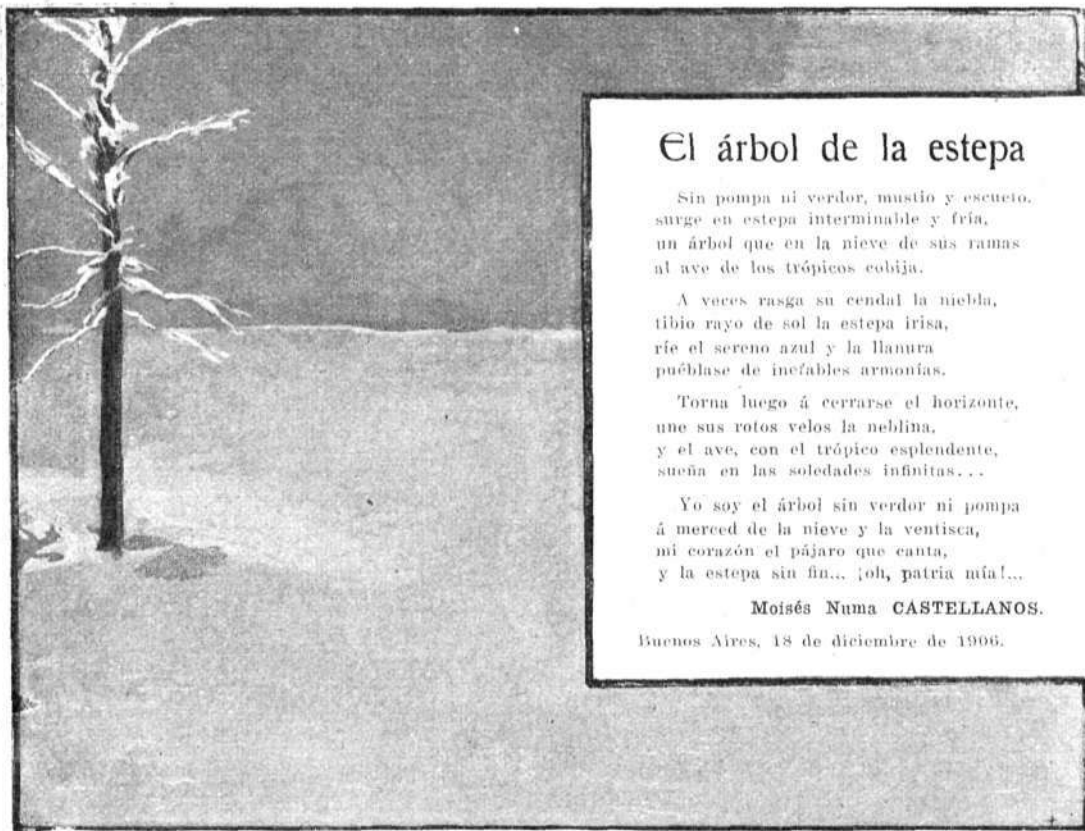 El árbol de la estepa
Sin pompa ni verdor, mustio y escueto,
surge en estepa interminable y fría,
un árbol que en la nieve de sus ramas
al ave de los trópicos cobija.
A veces rasga su cendal la niebla,
tibio rayo de sol la estepa irisa,
ríe el sereno azul y la llanura
puéblase de inefables armonías.
Torna luego á cerrarse el horizonte,
une sus rotos velos la neblina,
y el ave, con el trópico esplendente,
sueña en las soledades infinitas...
Yo soy el árbol sin verdor ni pompa
á merced de la nieve y la ventisca,
mi corazón el pájaro que canta,
y la estepa sin fin... ¡oh, patria mía!...
Moisés Numa CASTELLANOS.
Buenos Aires, 18 de diciembre de 1906.